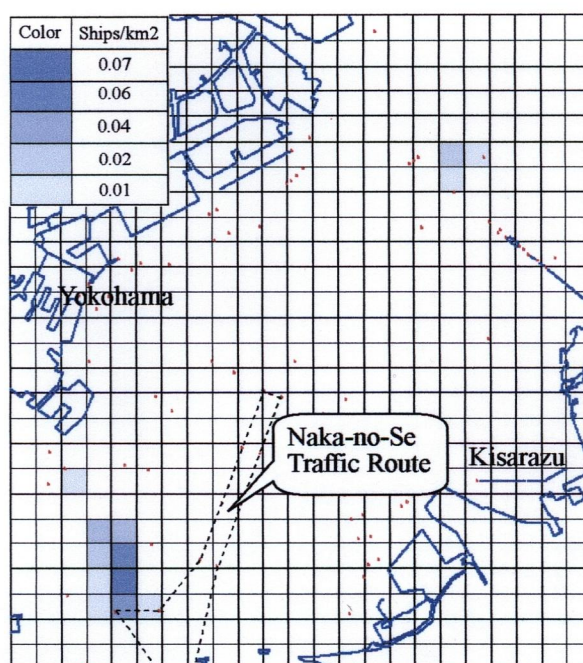 Color Ships/km2
0.07
0.06
0.04
0.02
0.01
Yokohama
Naka-no-Se
Traffic Route
Kisarazu